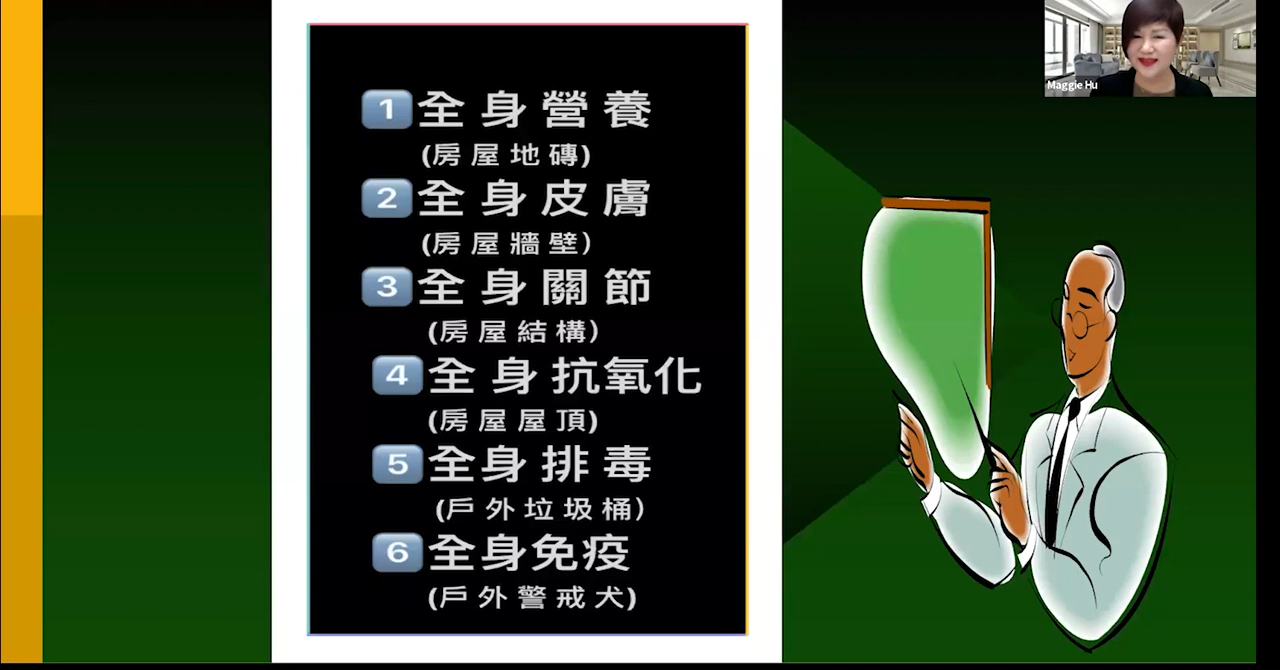 1 全身營養
(房屋地磚)
2 全身皮膚
(房屋牆壁)
3 全身關節
(房屋結構)
4 全身抗氧化
(房屋屋頂)
5 全身排毒
(戶外垃圾桶)
6 全身免疫
(戶外警戒犬)
Maggie Hu